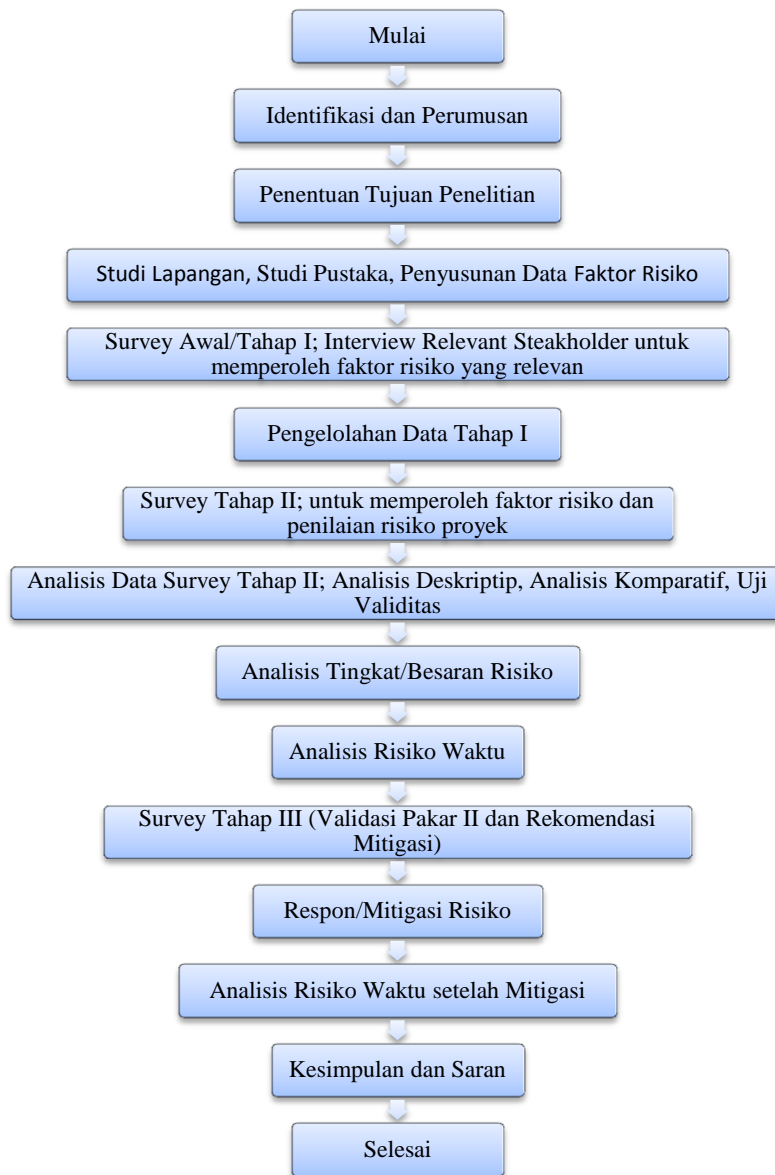 Mulai
Identifikasi dan Perumusan
Penentuan Tujuan Penelitian
Studi Lapangan, Studi Pustaka, Penyusunan Data Faktor Risiko
Survey Awal/Tahap I; Interview Relevant Steakholder untuk
memperoleh faktor risiko yang relevan
Pengelolahan Data Tahap I
Survey Tahap II; untuk memperoleh faktor risiko dan
penilaian risiko proyek
Analisis Data Survey Tahap II; Analisis Deskriptip, Analisis Komparatif, Uji
Validitas
Analisis Tingkat/Besaran Risiko
Analisis Risiko Waktu
Survey Tahap III (Validasi Pakar II dan Rekomendasi
Mitigasi)
Respon/Mitigasi Risiko
Analisis Risiko Waktu setelah Mitigasi
Kesimpulan dan Saran
Selesai